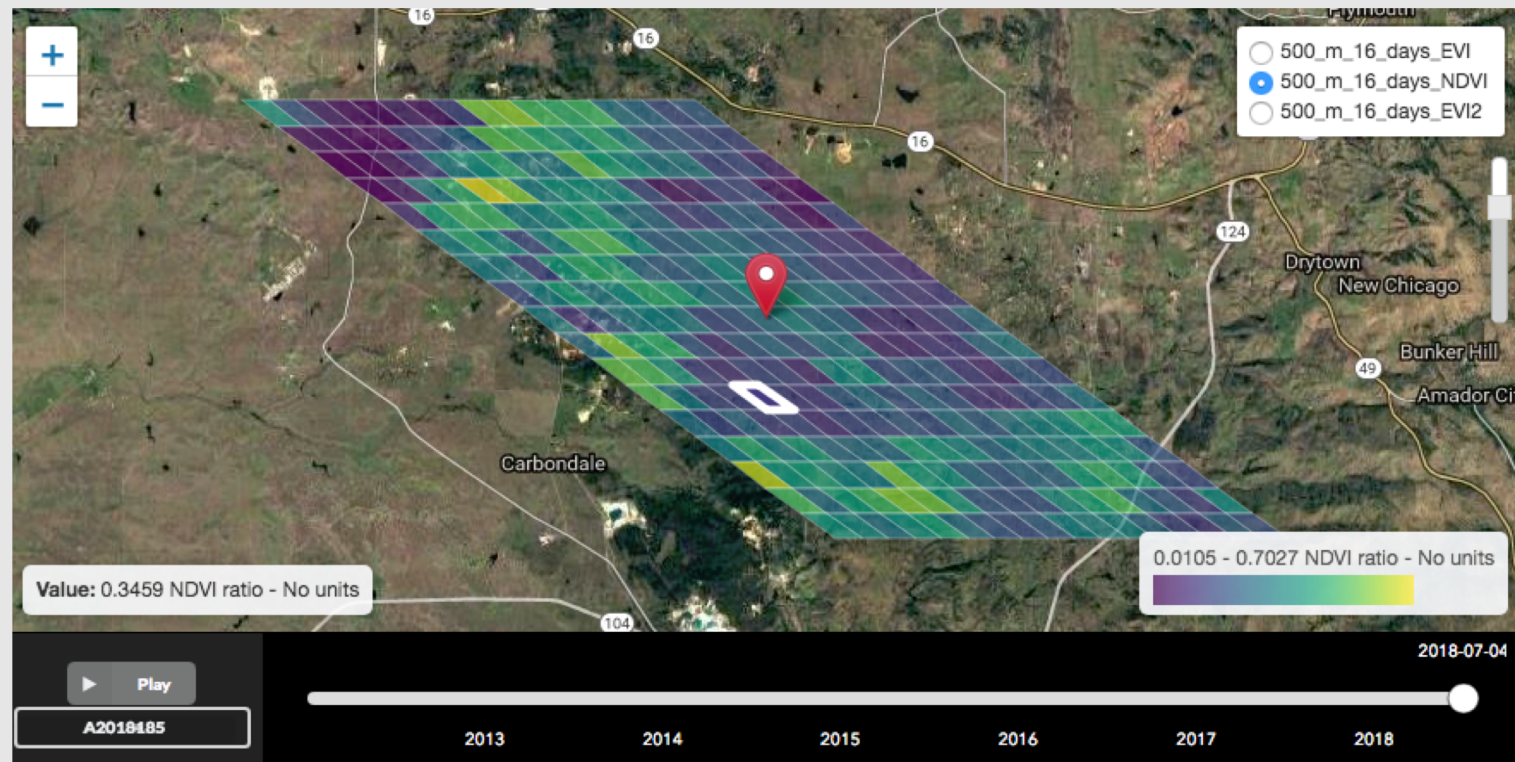 16
Plymouth
+
−
16
500_m_16_days_EVI
500_m_16_days_NDVI
500_m_16_days_EVI2
16
124
Drytown
New Chicago
Bunker Hill
49
Amador Ci
Carbondale
0.0105 - 0.7027 NDVI ratio - No units
Value: 0.3459 NDVI ratio - No units
104
2018-07-04
Play
A2018185
2013
2014
2015
2016
2017
2018